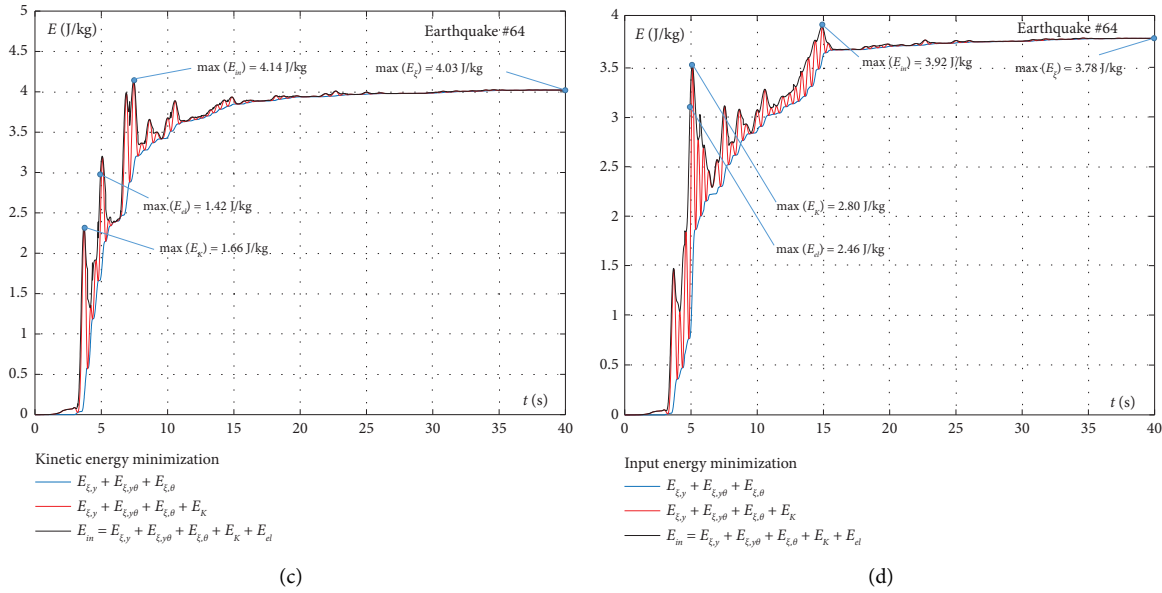 (c)
E (J/kg)
Earthquake #64
max (E_in) = 4.14 J/kg
max (E_ξ) = 4.03 J/kg
max (E_el) = 1.42 J/kg
max (E_K) = 1.66 J/kg
5
4.5
4
3.5
3
2.5
2
1.5
1
0.5
0
t (s)
0 5 10 15 20 25 30 35 40
Kinetic energy minimization
E_ξ,y + E_ξ,yθ + E_ξ,θ
E_ξ,y + E_ξ,yθ + E_ξ,θ + E_K
E_in = E_ξ,y + E_ξ,yθ + E_ξ,θ + E_K + E_el
(c)
E (J/kg)
Earthquake #64
max (E_in) = 3.92 J/kg
max (E_ξ) = 3.78 J/kg
max (E_K) = 2.80 J/kg
max (E_el) = 2.46 J/kg
4
3.5
3
2.5
2
1.5
1
0.5
0
t (s)
0 5 10 15 20 25 30 35 40
Input energy minimization
E_ξ,y + E_ξ,yθ + E_ξ,θ
E_ξ,y + E_ξ,yθ + E_ξ,θ + E_K
E_in = E_ξ,y + E_ξ,yθ + E_ξ,θ + E_K + E_el
(d)